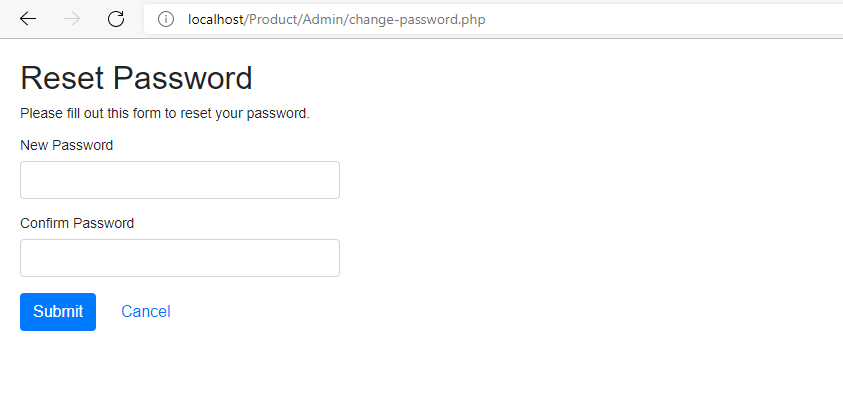 localhost/Product/Admin/change-password.php
Reset Password
Please fill out this form to reset your password.
New Password
Confirm Password
Submit Cancel